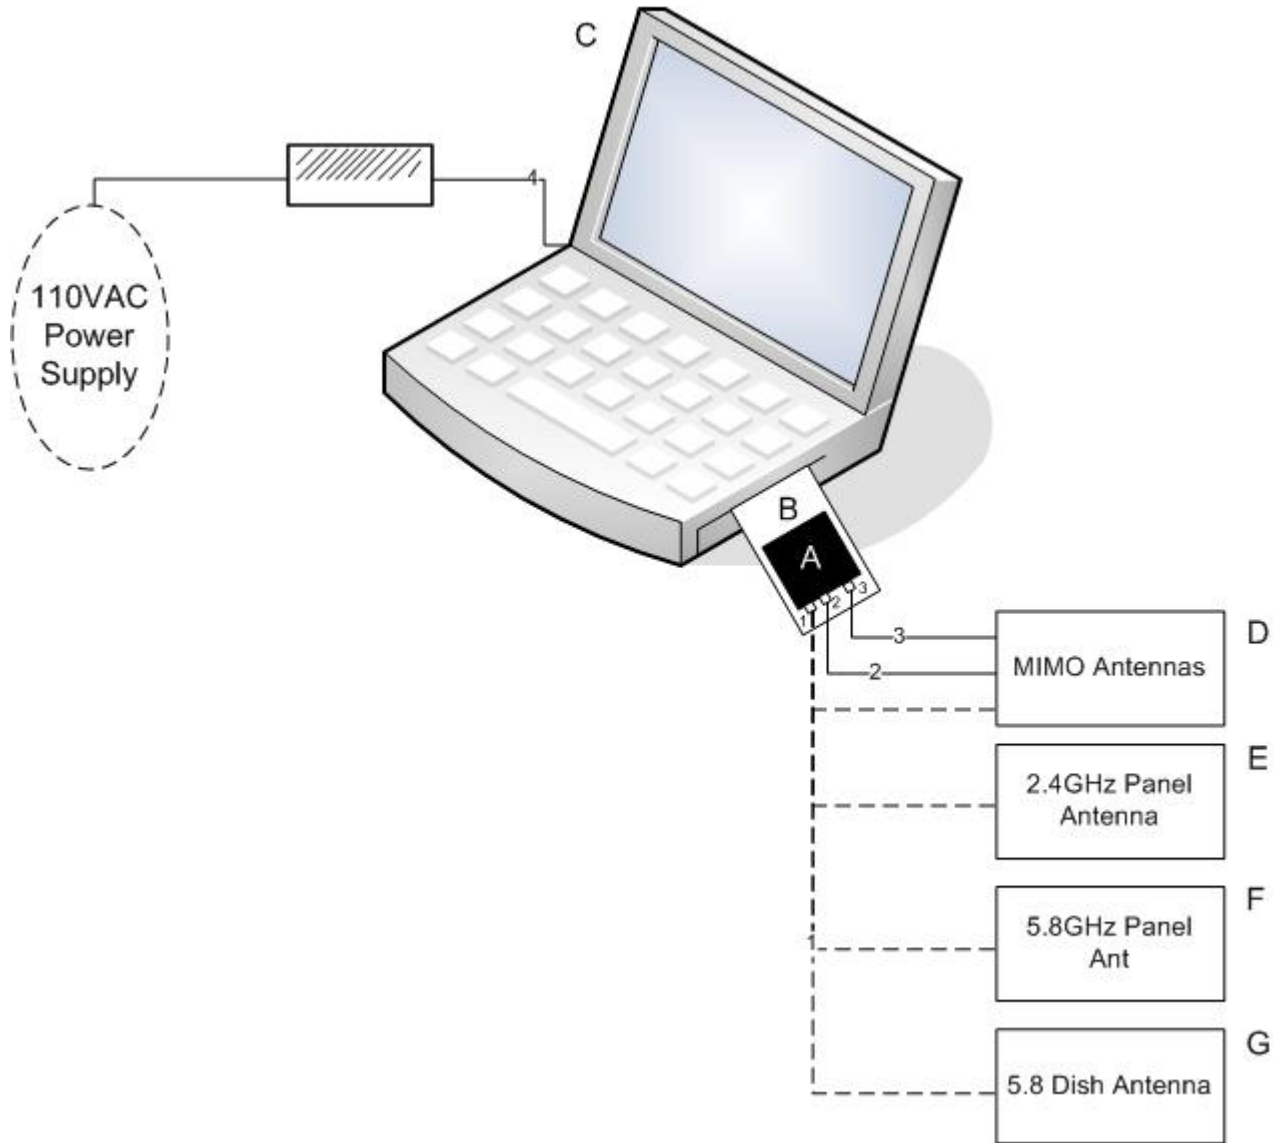 C
4
110VAC
Power
Supply
B
A
1
2
3
3
2
MIMO Antennas
D
2.4GHz Panel
Antenna
E
1
5.8GHz Panel
Ant
F
5.8 Dish Antenna
G